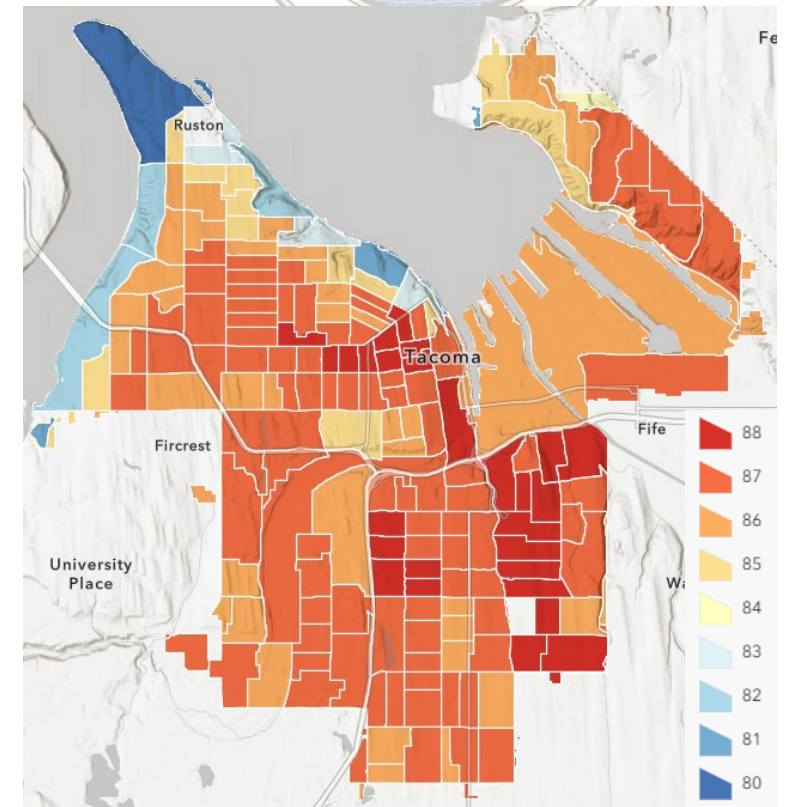 Fe
Ruston
Tacoma
Fircrest
Fife
University
Place
Wa
88
87
86
85
84
83
82
81
80